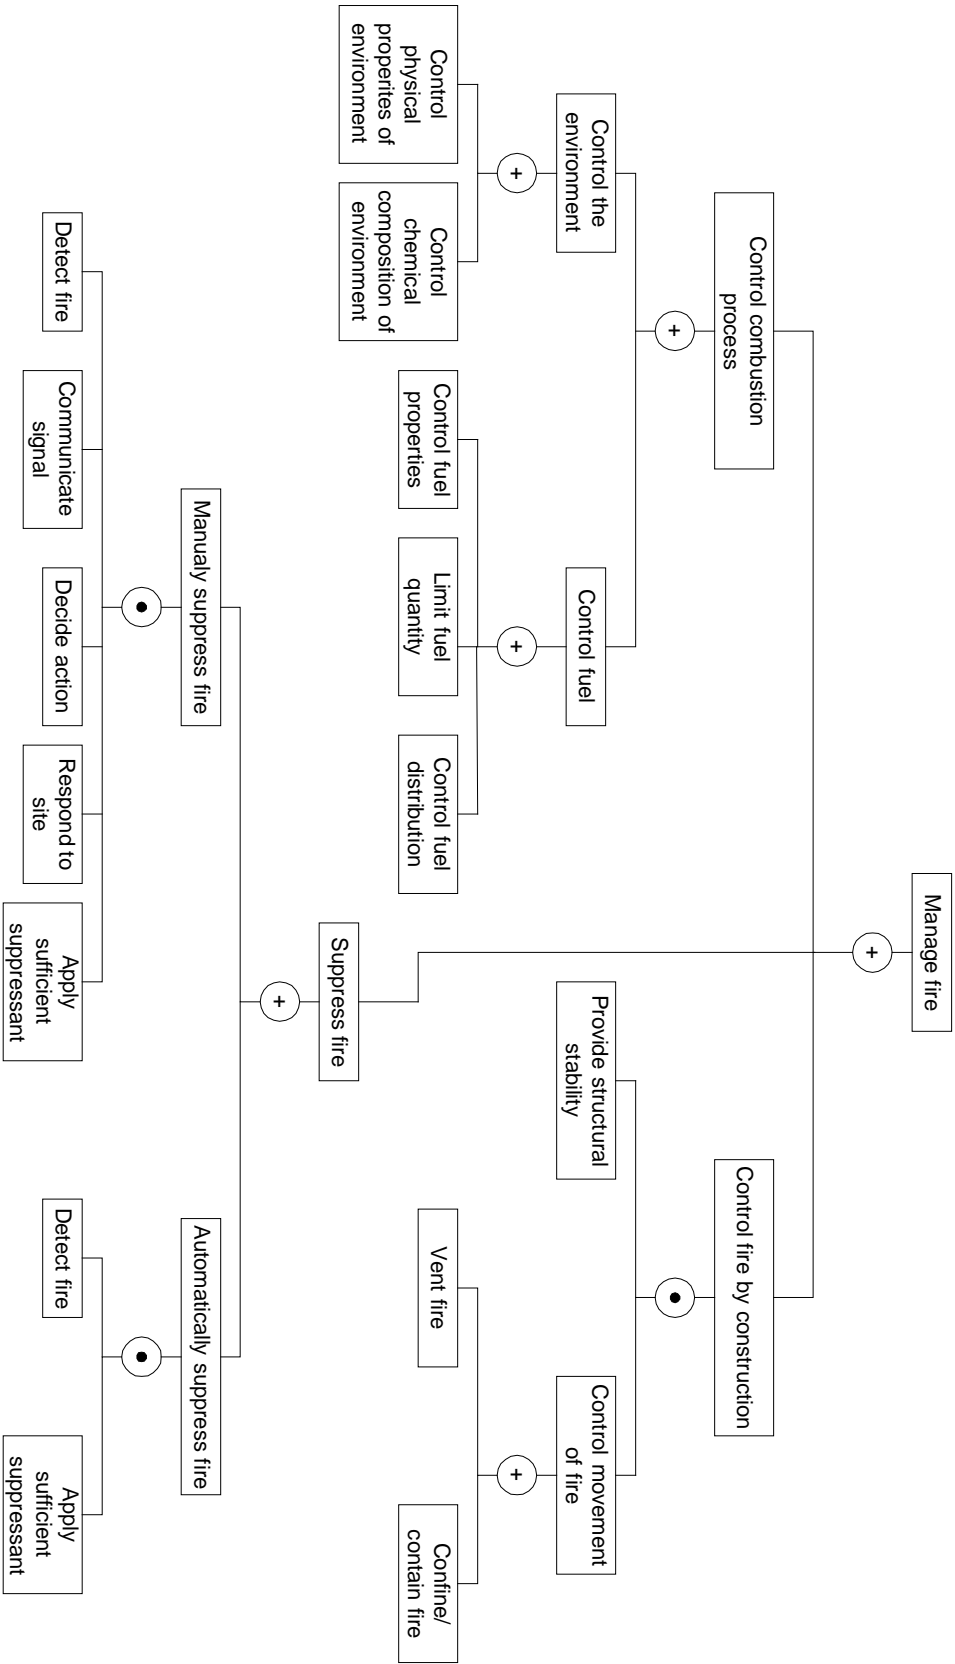 Manage fire
+
Control combustion
process
Control fire by construction
+
•
Control the
environment
Control fuel
Provide structural
stability
Control movement
of fire
+
+
+
Control
physical
properites of
environment
Control
chemical
composition of
environment
Control fuel
properties
Limit fuel
quantity
Control fuel
distribution
Vent fire
Confine/
contain fire
Suppress fire
+
Manualy suppress fire
Automatically suppress fire
•
•
Detect fire
Communicate
signal
Decide action
Respond to
site
Apply
sufficient
suppressant
Detect fire
Apply
sufficient
suppressant